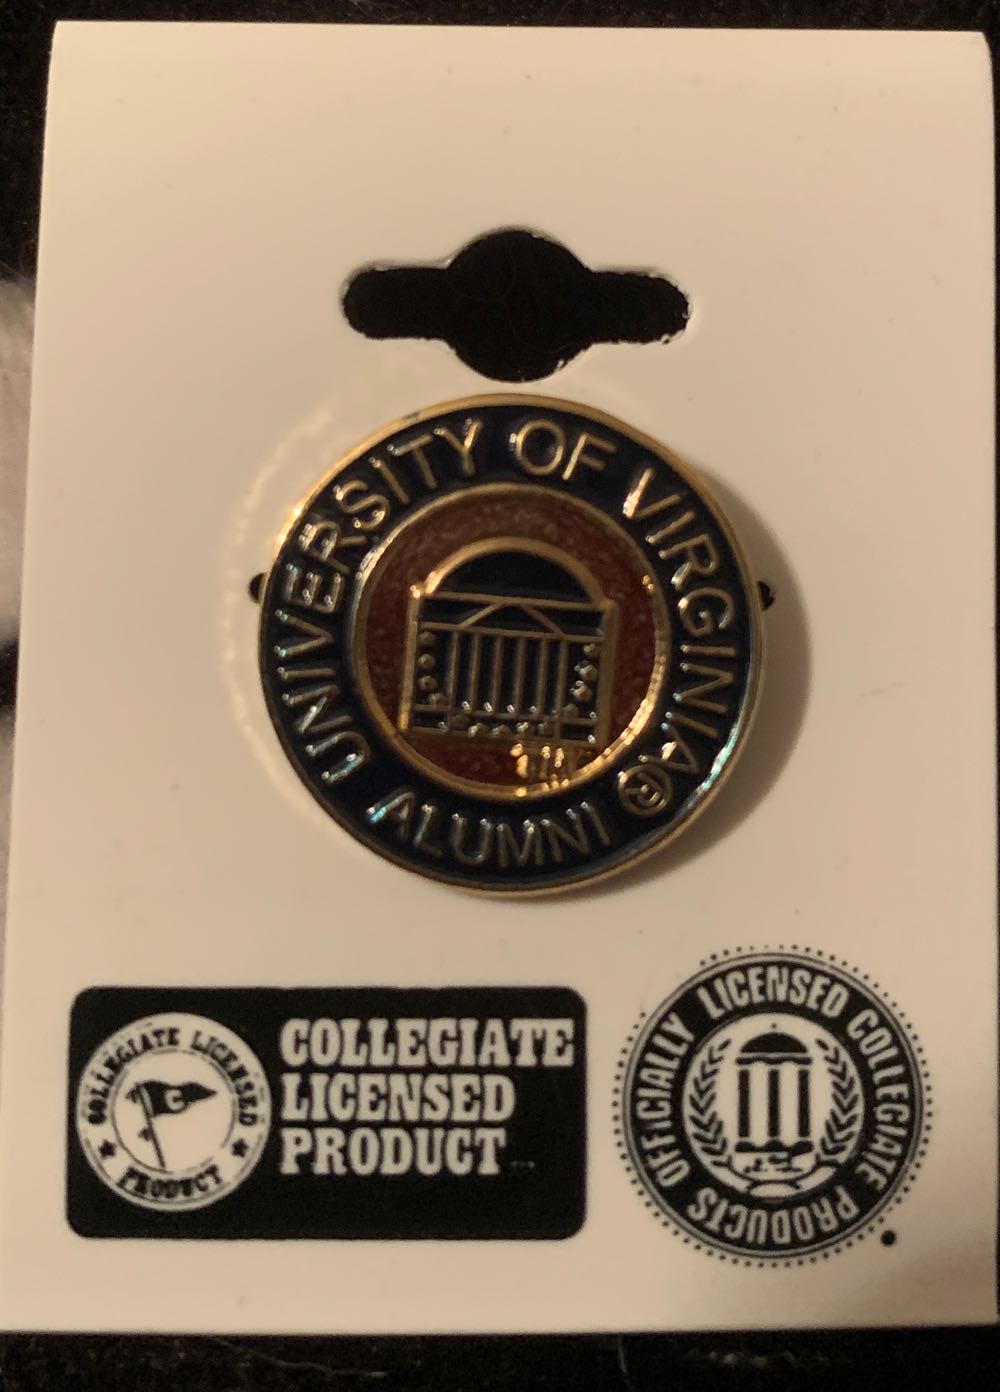 UNIVERSITY OF VIRGINIA®
ALUMNI
COLLEGIATE LICENSED
PRODUCT
C
COLLEGIATE
LICENSED
PRODUCT
OFFICIALLY LICENSED COLLEGIATE PRODUCTS